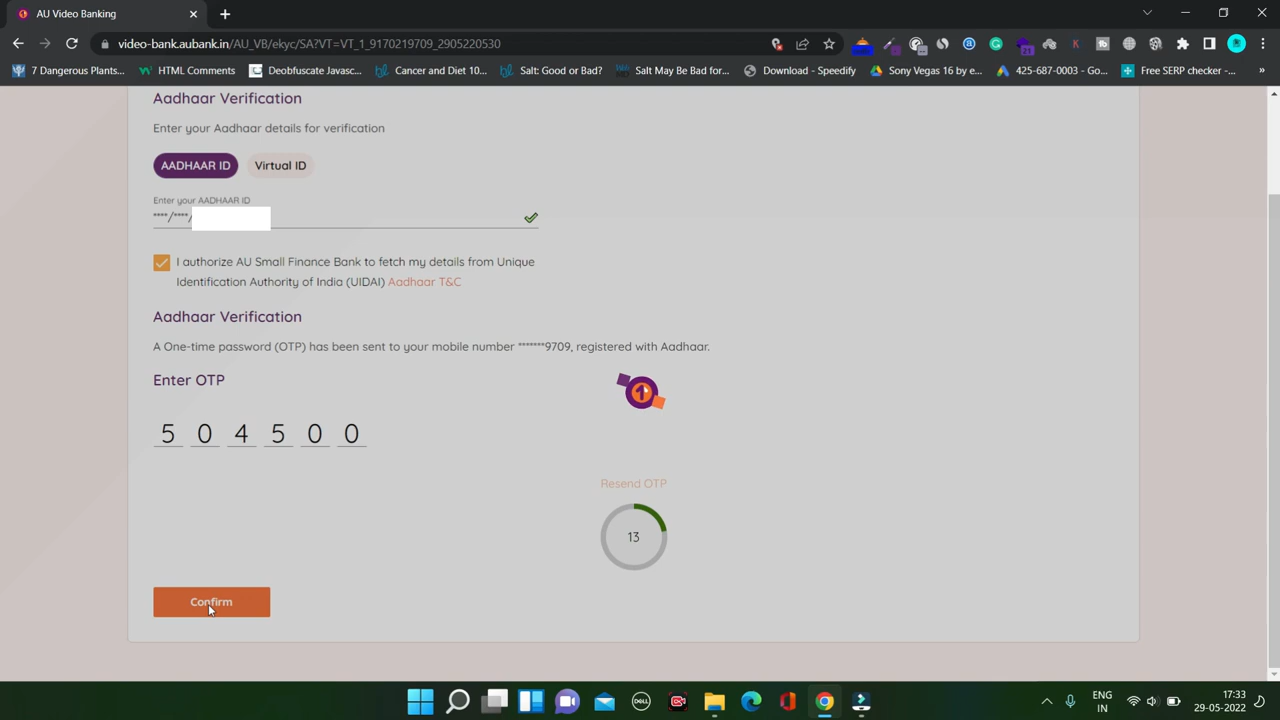 AU Video Banking
video-bank.aubank.in/AU_VB/ekyc/SA?VT=VT_1_9170219709_2905220530
21
7 Dangerous Plants...
HTML Comments
Deobfuscate Javasc...
Cancer and Diet 10...
Salt: Good or Bad?
Salt May Be Bad for...
Download - Speedify
Sony Vegas 16 by e...
425-687-0003 - Go...
Free SERP checker -...
»
Aadhaar Verification
Enter your Aadhaar details for verification
AADHAAR ID
Virtual ID
Enter your AADHAAR ID
****/****/
I authorize AU Small Finance Bank to fetch my details from Unique
Identification Authority of India (UIDAI) Aadhaar T&C
Aadhaar Verification
A One-time password (OTP) has been sent to your mobile number *******9709, registered with Aadhaar.
Enter OTP
5 0 4 5 0 0
Resend OTP
13
Confirm
DELL
ENG
IN
17:33
29-05-2022